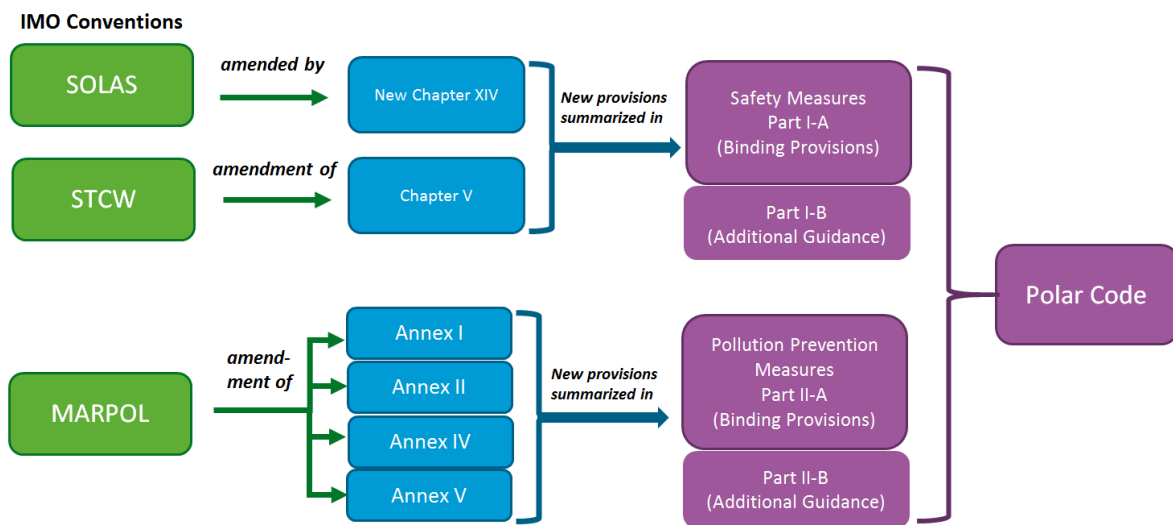 IMO Conventions
SOLAS
amended by
New Chapter XIV
New provisions
summarized in
Safety Measures
Part I-A
(Binding Provisions)
STCW
amendment of
Chapter V
Part I-B
(Additional Guidance)
Polar Code
MARPOL
amend-
ment of
Annex I
Annex II
Annex IV
Annex V
New provisions
summarized in
Pollution Prevention
Measures
Part II-A
(Binding Provisions)
Part II-B
(Additional Guidance)